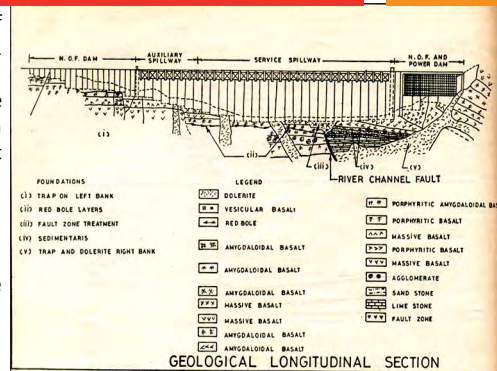 N.O.F. DAM
AUXILIARY
SPILLWAY
SERVICE SPILLWAY
N.O.F. AND
POWER DAM
(i)
(ii)
(iii)
(iv)
(v)
RIVER CHANNEL FAULT
FOUNDATIONS
(i) TRAP ON LEFT BANK
(ii) RED BOLE LAYERS
(iii) FAULT ZONE TREATMENT
(iv) SEDIMENTARIS
(v) TRAP AND DOLERITE RIGHT BANK
LEGEND
DOLERITE
VESICULAR BASALT
RED BOLE
AMYGDALOIDAL BASALT
AMYGDALOIDAL BASALT
AMYGDALOIDAL BASALT
MASSIVE BASALT
MASSIVE BASALT
AMYGDALOIDAL BASALT
AMYGDALOIDAL BASALT
PORPHYRITIC AMYGDALOIDAL BAS
PORPHYRITIC BASALT
MASSIVE BASALT
PORPHYRITIC BASALT
MASSIVE BASALT
AGGLOMERATE
SAND STONE
LIME STONE
FAULT ZONE
GEOLOGICAL LONGITUDINAL SECTION